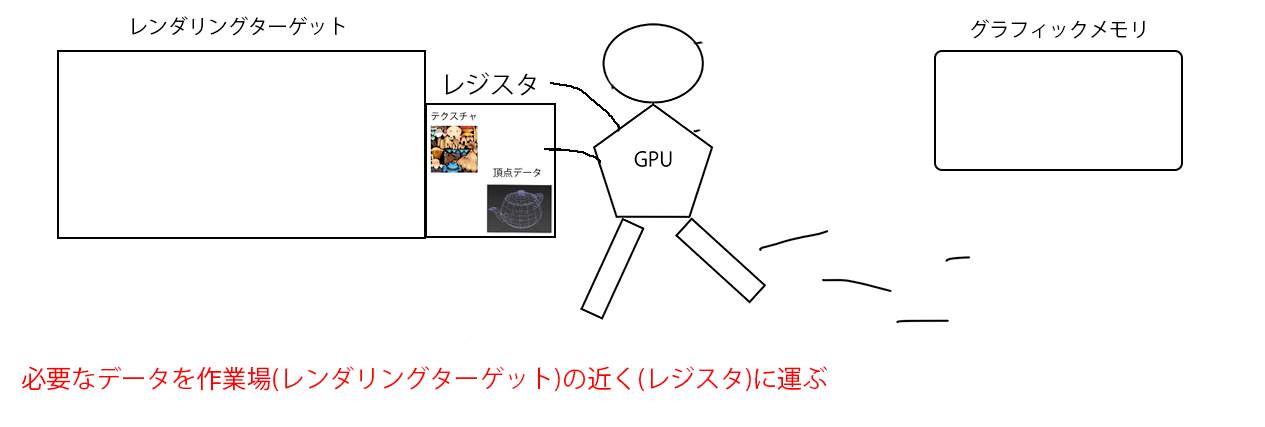 レンダリングターゲット
グラフィックメモリ
レジスタ
テクスチャ
頂点データ
GPU
必要なデータを作業場(レンダリングターゲット)の近く(レジスタ)に運ぶ